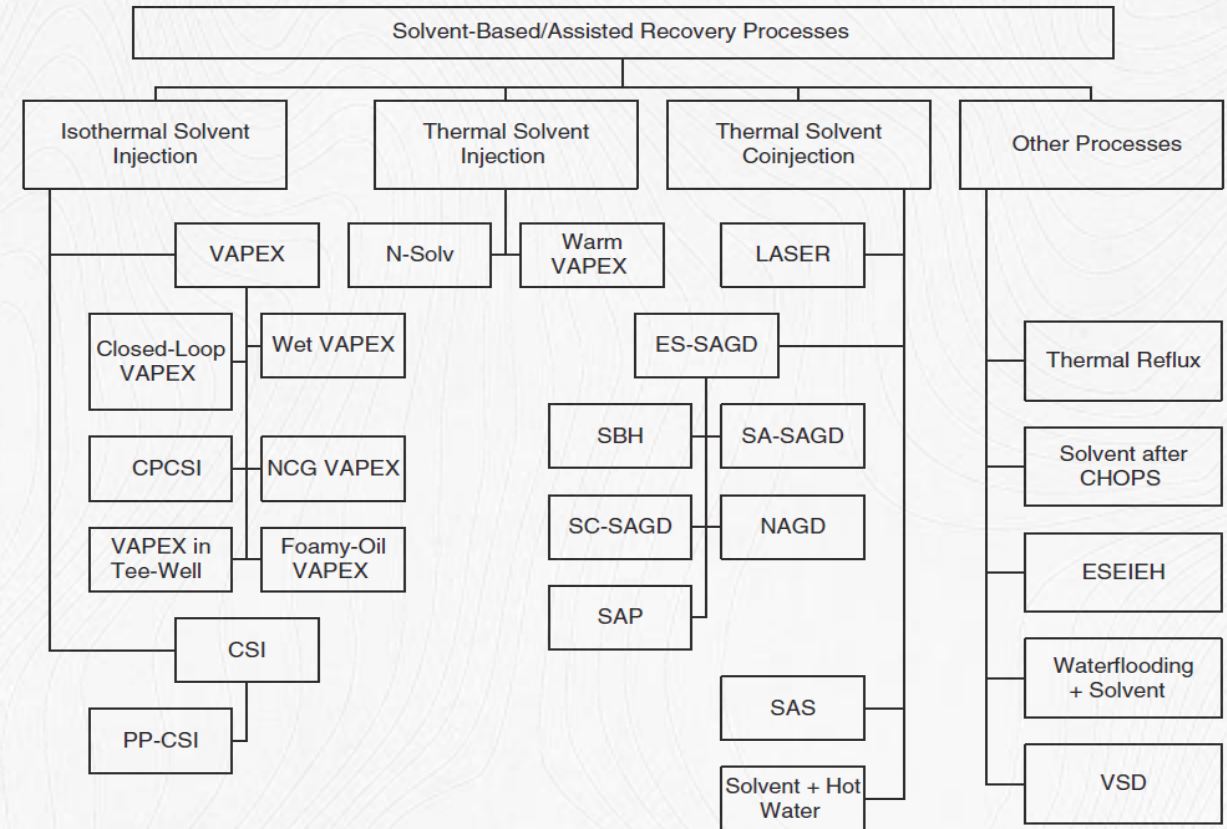 Solvent-Based/Assisted Recovery Processes
Isothermal Solvent
Injection
Thermal Solvent
Injection
Thermal Solvent
Coinjection
Other Processes
VAPEX
N-Solv
Warm
VAPEX
LASER
Closed-Loop
VAPEX
Wet VAPEX
ES-SAGD
Thermal Reflux
CPCSI
NCG VAPEX
SBH
SA-SAGD
Solvent after
CHOPS
VAPEX in
Tee-Well
Foamy-Oil
VAPEX
SC-SAGD
NAGD
ESEIEH
CSI
SAP
Waterflooding
+ Solvent
PP-CSI
SAS
VSD
Solvent + Hot
Water